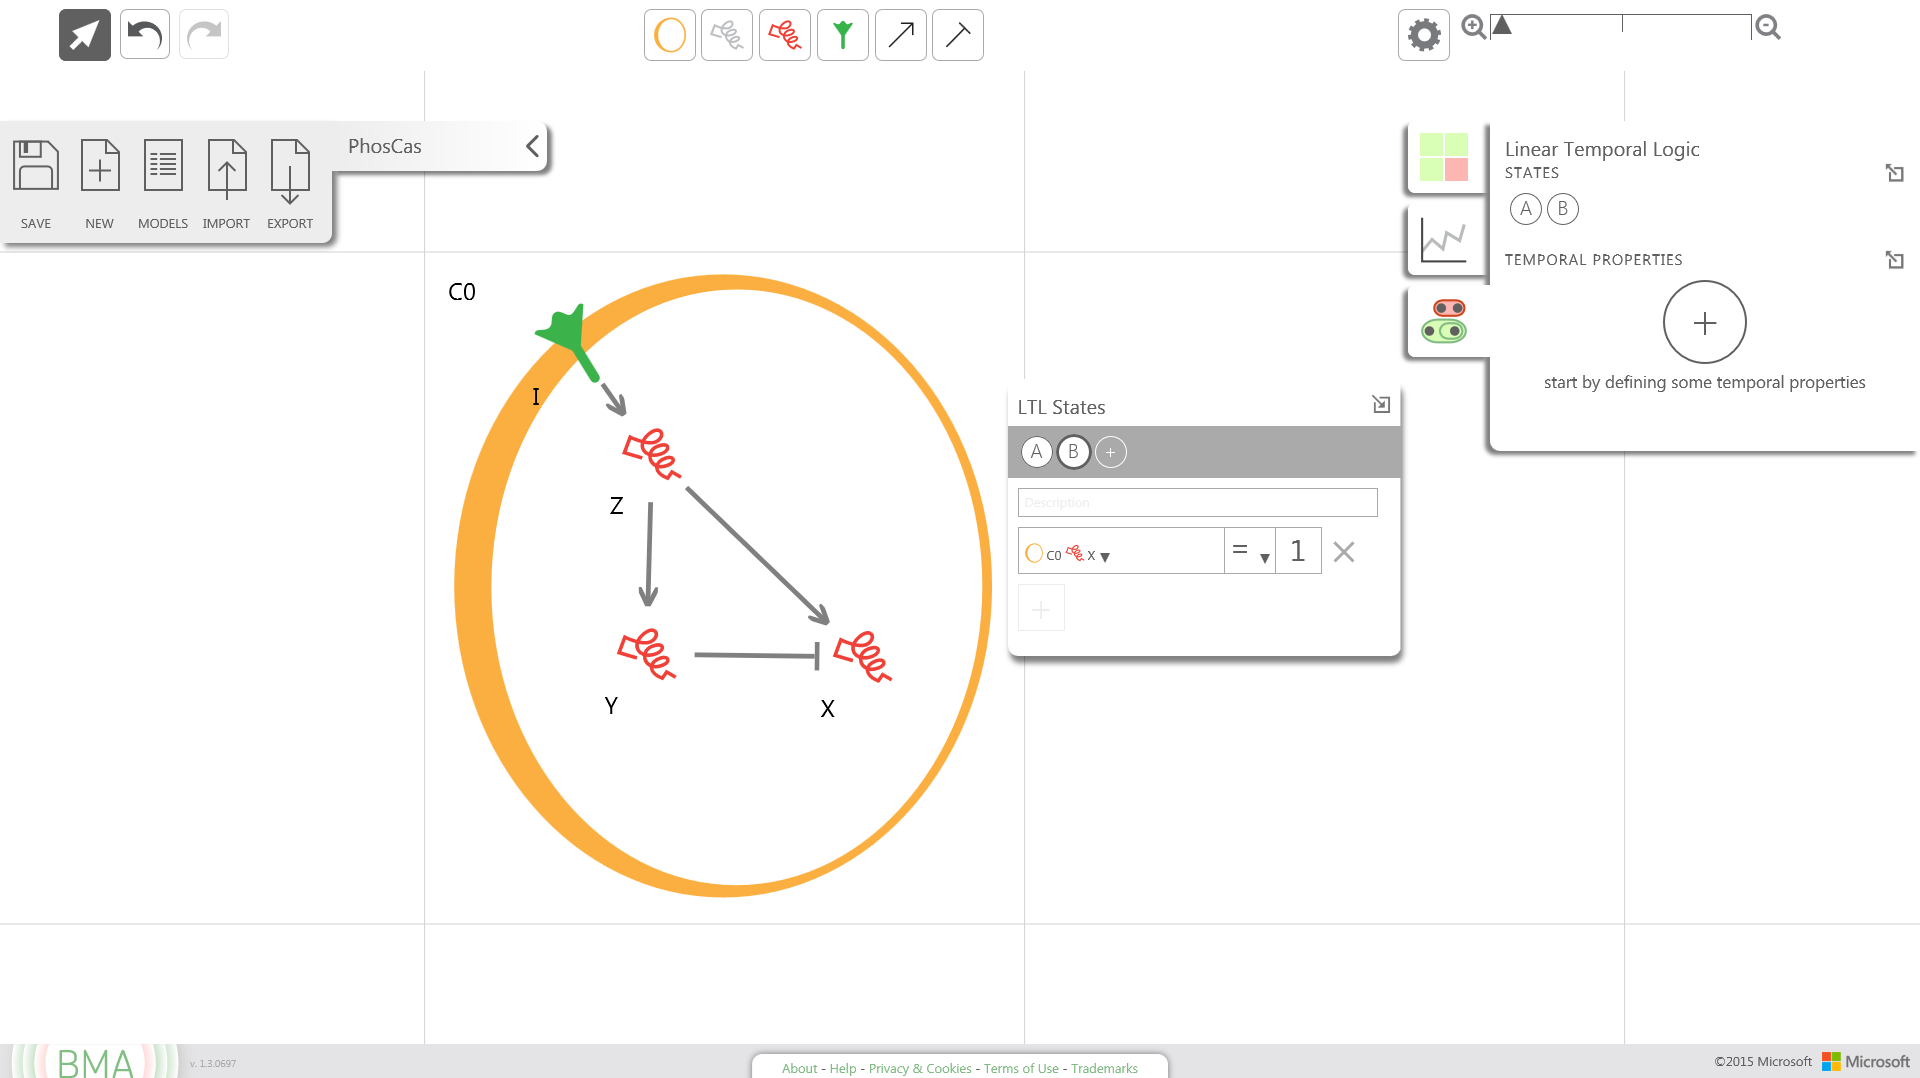 PhosCas
SAVE NEW MODELS IMPORT EXPORT
Linear Temporal Logic
STATES
A B
TEMPORAL PROPERTIES
start by defining some temporal properties
C0
I
Z
Y
X
LTL States
A B +
Description
C0 X = 1
BMA v. 1.3.0697
About - Help - Privacy & Cookies - Terms of Use - Trademarks
©2015 Microsoft Microsoft